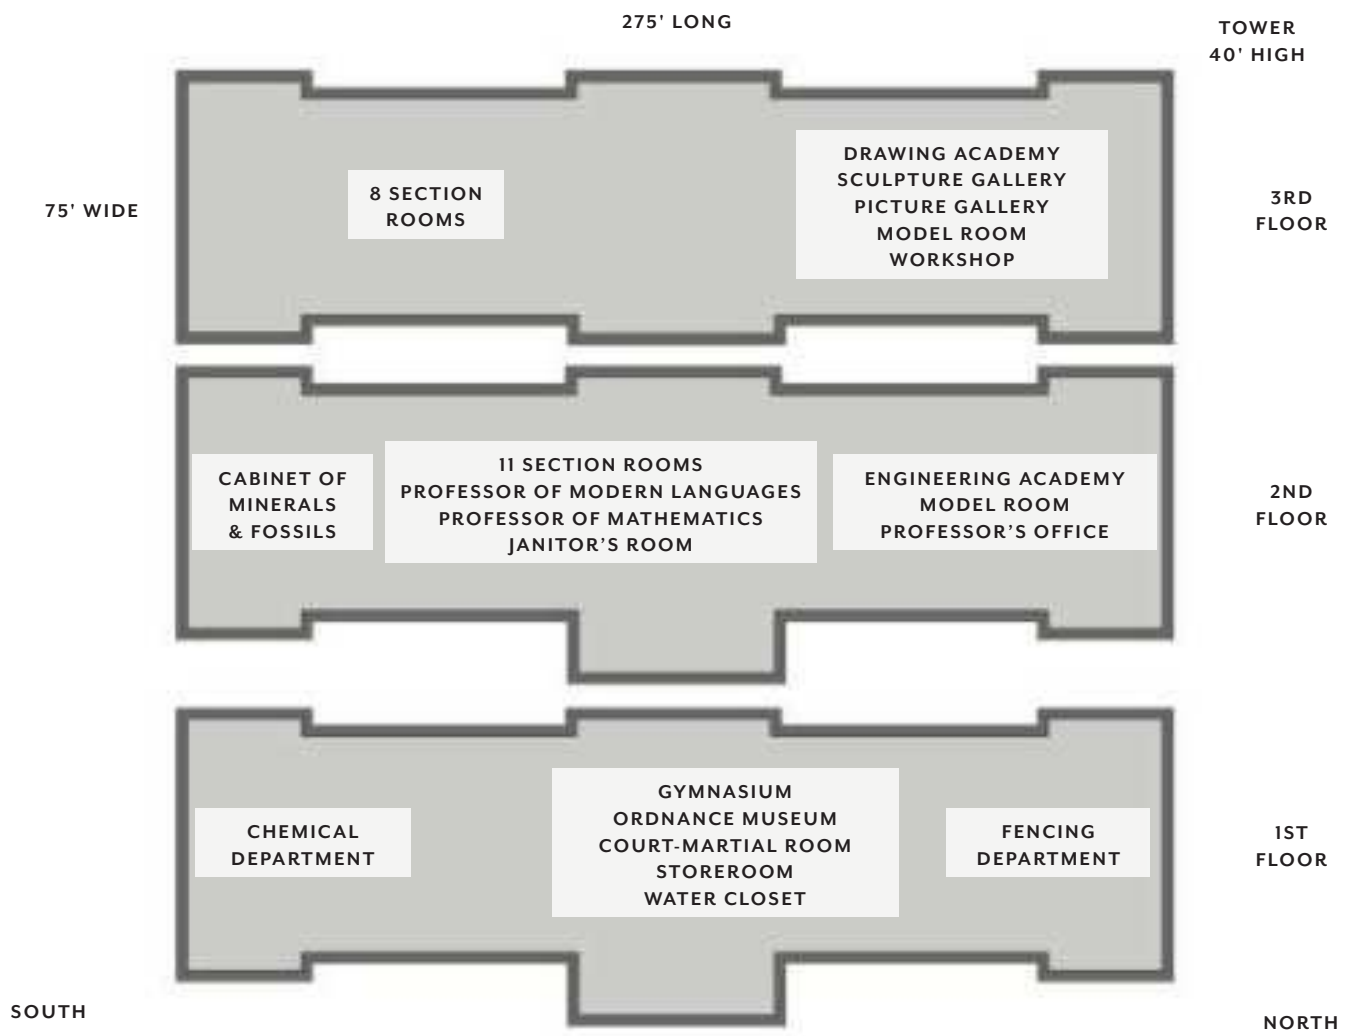 275' LONG
TOWER
40' HIGH
75' WIDE
8 SECTION
ROOMS
DRAWING ACADEMY
SCULPTURE GALLERY
PICTURE GALLERY
MODEL ROOM
WORKSHOP
3RD
FLOOR
CABINET OF
MINERALS
& FOSSILS
11 SECTION ROOMS
PROFESSOR OF MODERN LANGUAGES
PROFESSOR OF MATHEMATICS
JANITOR'S ROOM
ENGINEERING ACADEMY
MODEL ROOM
PROFESSOR'S OFFICE
2ND
FLOOR
CHEMICAL
DEPARTMENT
GYMNASIUM
ORDNANCE MUSEUM
COURT-MARTIAL ROOM
STOREROOM
WATER CLOSET
FENCING
DEPARTMENT
1ST
FLOOR
SOUTH
NORTH